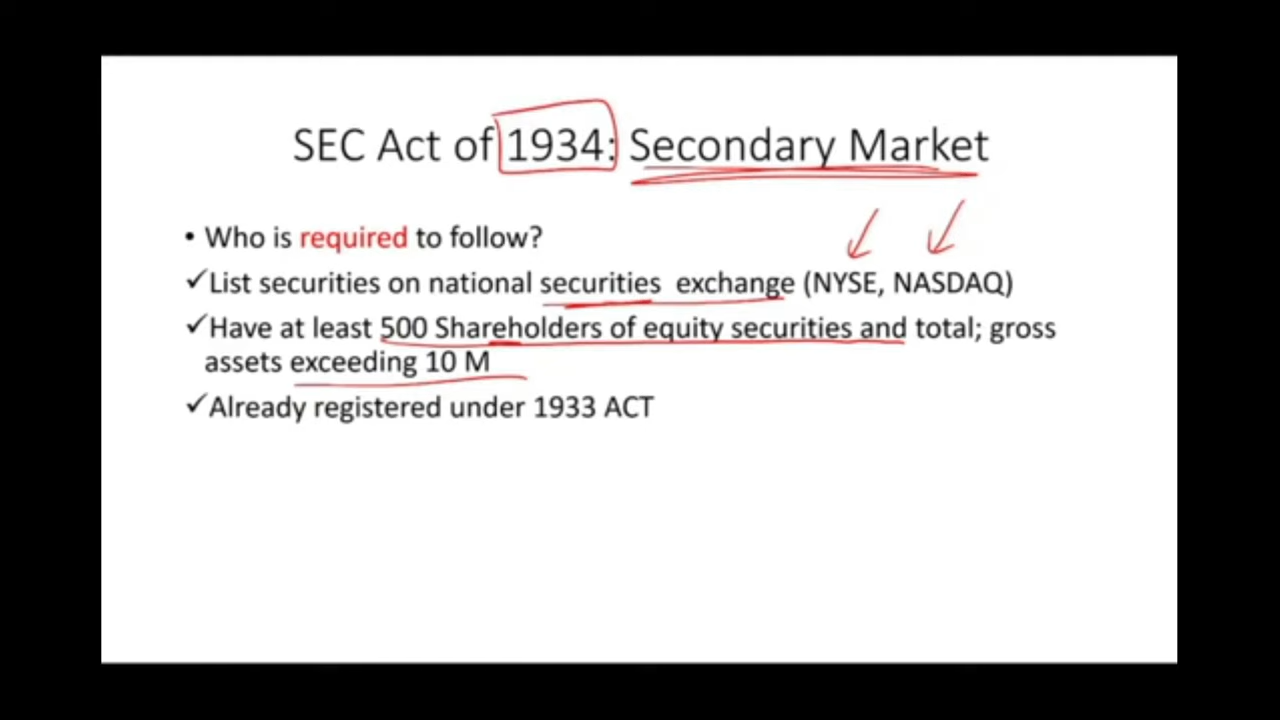 SEC Act of 1934: Secondary Market
• Who is required to follow?
✓List securities on national securities exchange (NYSE, NASDAQ)
✓Have at least 500 Shareholders of equity securities and total; gross
assets exceeding 10 M
✓Already registered under 1933 ACT